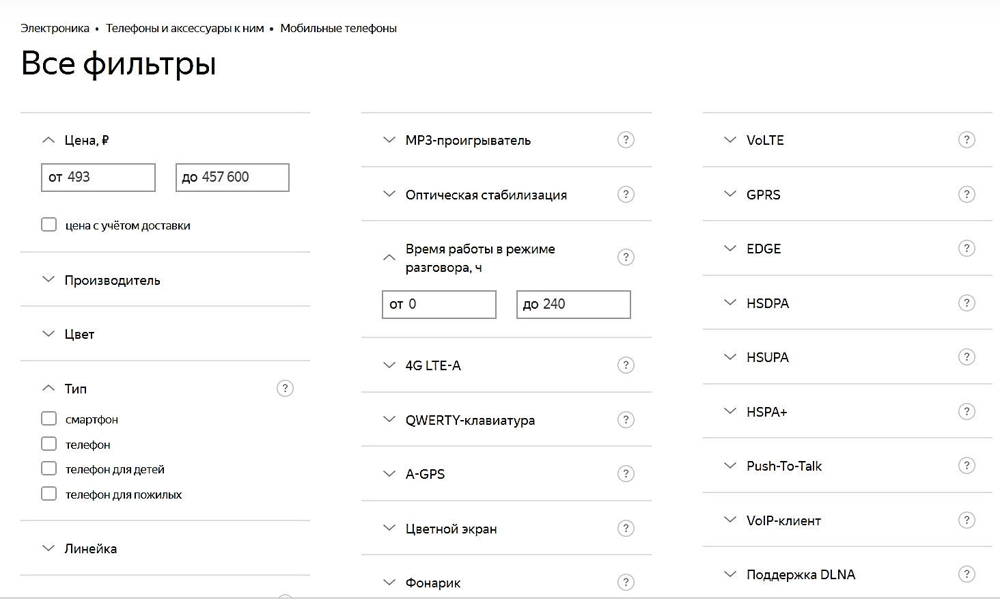 Электроника • Телефоны и аксессуары к ним • Мобильные телефоны
Все фильтры
Цена, ₽
от 493
до 457 600
цена с учётом доставки
Производитель
Цвет
Тип
?
смартфон
телефон
телефон для детей
телефон для пожилых
Линейка
MP3-проигрыватель
?
Оптическая стабилизация
?
Время работы в режиме
разговора, ч
?
от 0
до 240
4G LTE-A
?
QWERTY-клавиатура
?
A-GPS
?
Цветной экран
?
Фонарик
?
VoLTE
?
GPRS
?
EDGE
?
HSDPA
?
HSUPA
?
HSPA+
?
Push-To-Talk
?
VoIP-клиент
?
Поддержка DLNA
?